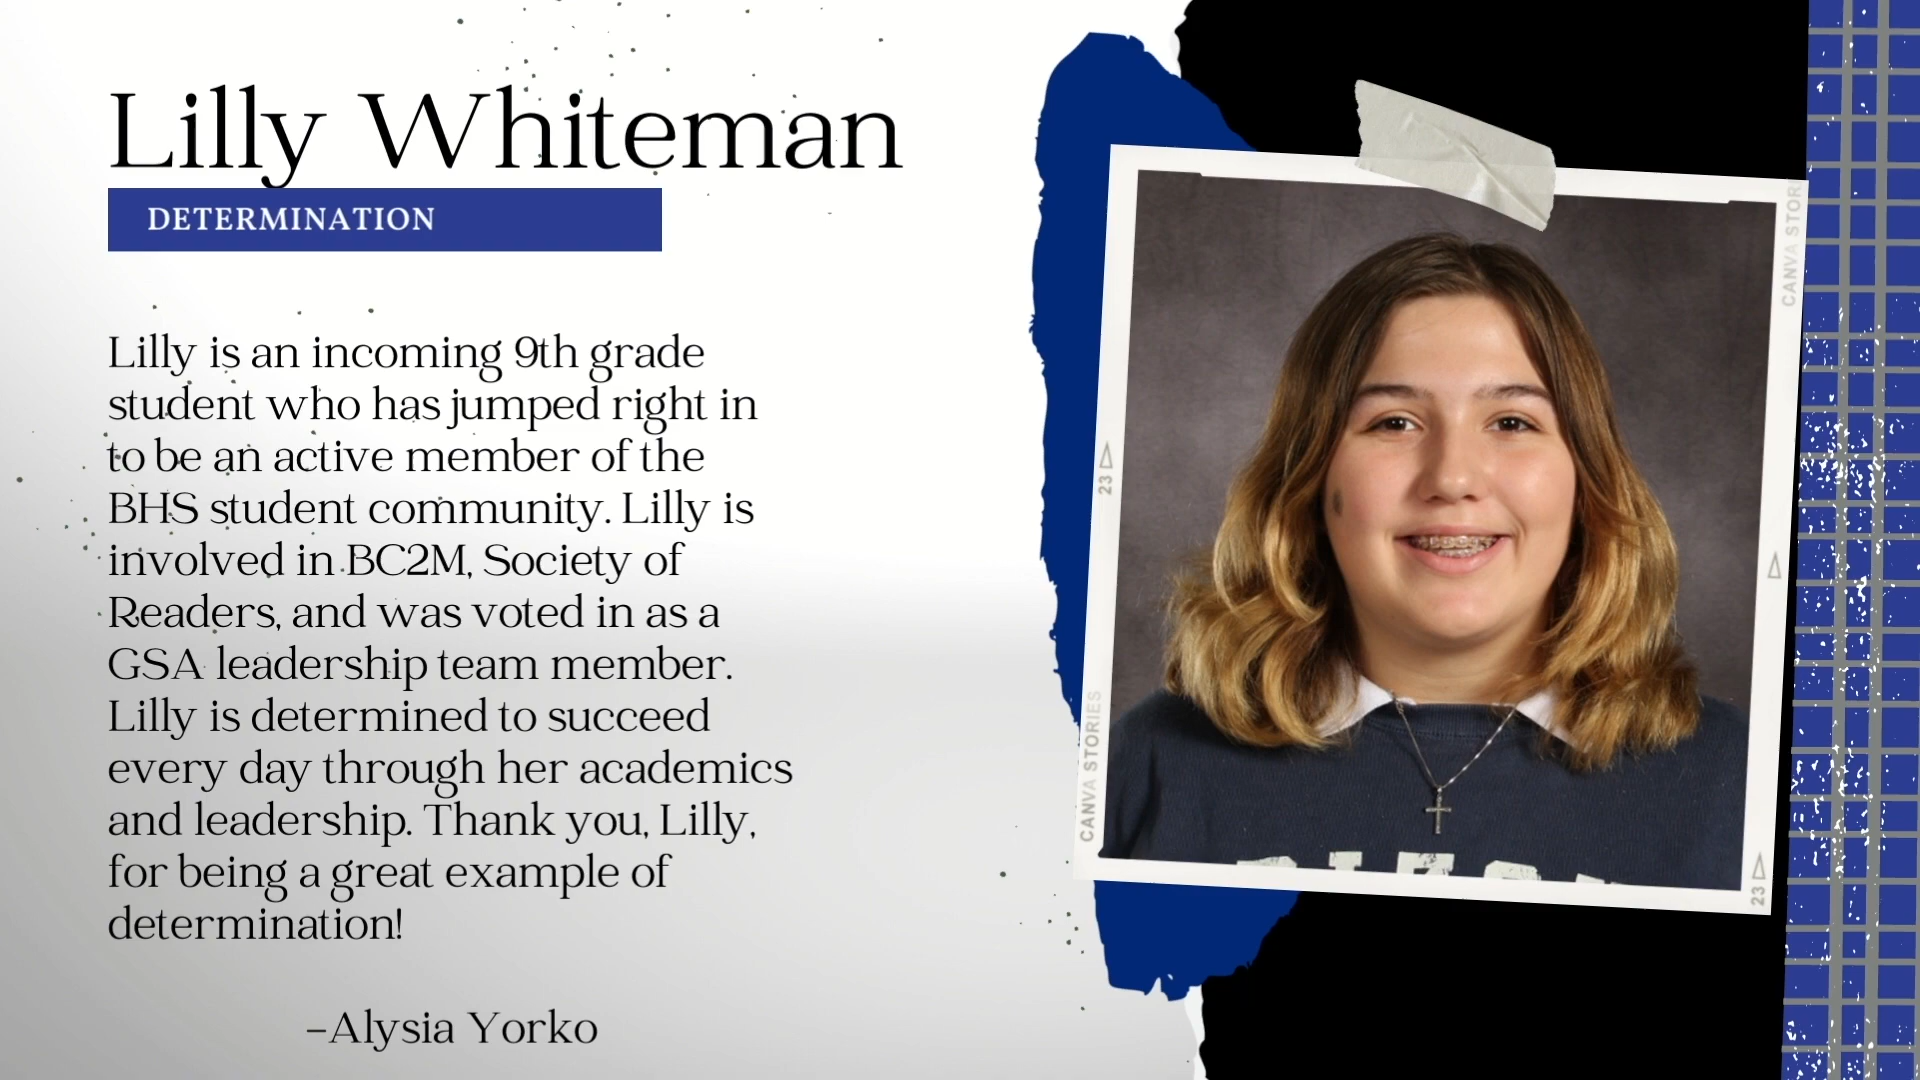 Lilly Whiteman
DETERMINATION
Lilly is an incoming 9th grade
student who has jumped right in
to be an active member of the
BHS student community. Lilly is
involved in BC2M, Society of
Readers, and was voted in as a
GSA leadership team member.
Lilly is determined to succeed
every day through her academics
and leadership. Thank you, Lilly,
for being a great example of
determination!
-Alysia Yorko
CANVA STORIES
23
CANVA STORI
23